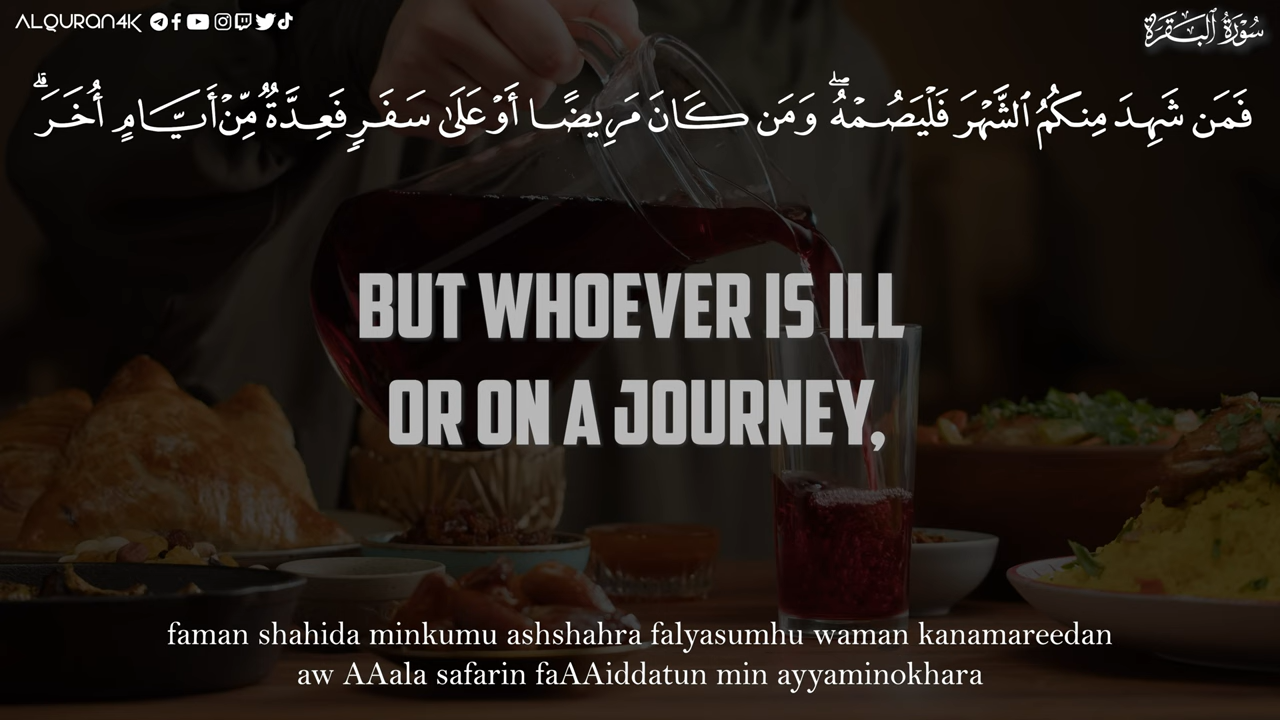 ALQURAN4K
سُورَةُ ٱلْبَقَرَةِ
فَمَن شَهِدَ مِنكُمُ ٱلشَّهْرَ فَلْيَصُمْهُ ۖ وَمَن كَانَ مَرِيضًا أَوْ عَلَىٰ سَفَرٍ فَعِدَّةٌ مِّنْ أَيَّامٍ أُخَرَ ۗ
BUT WHOEVER IS ILL
OR ON A JOURNEY,
faman shahida minkumu ashshahra falyasumhu waman kanamareedan
aw AAala safarin faAAiddatun min ayyaminokhara